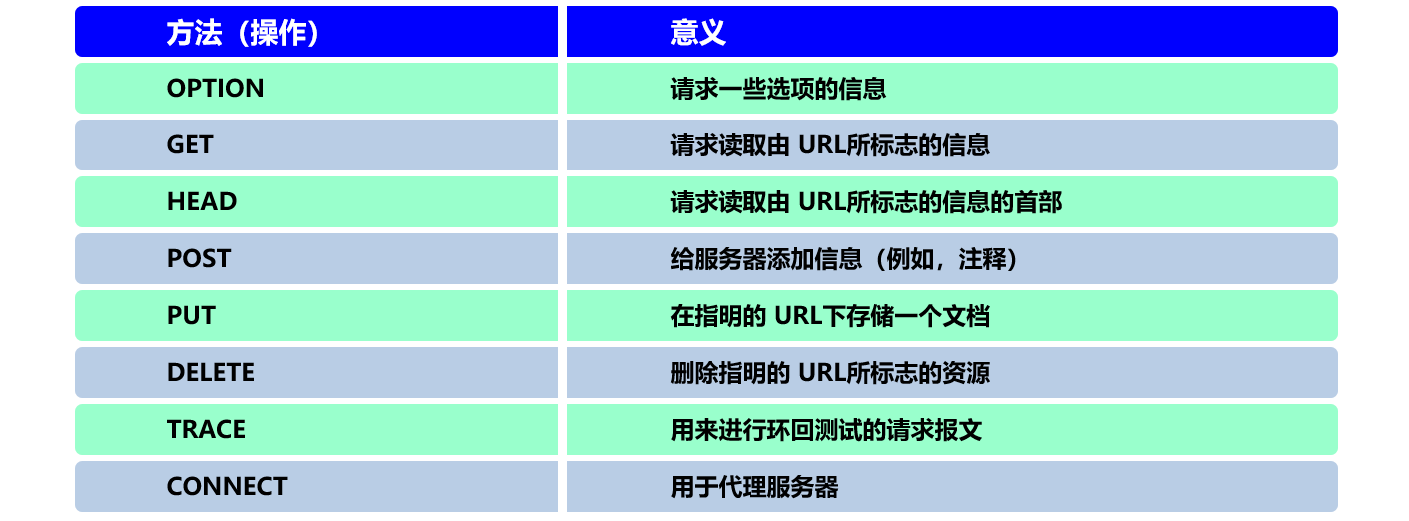 方法（操作） 意义
OPTION 请求一些选项的信息
GET 请求读取由 URL所标志的信息
HEAD 请求读取由 URL所标志的信息的首部
POST 给服务器添加信息（例如，注释）
PUT 在指明的 URL下存储一个文档
DELETE 删除指明的 URL所标志的资源
TRACE 用来进行环回测试的请求报文
CONNECT 用于代理服务器